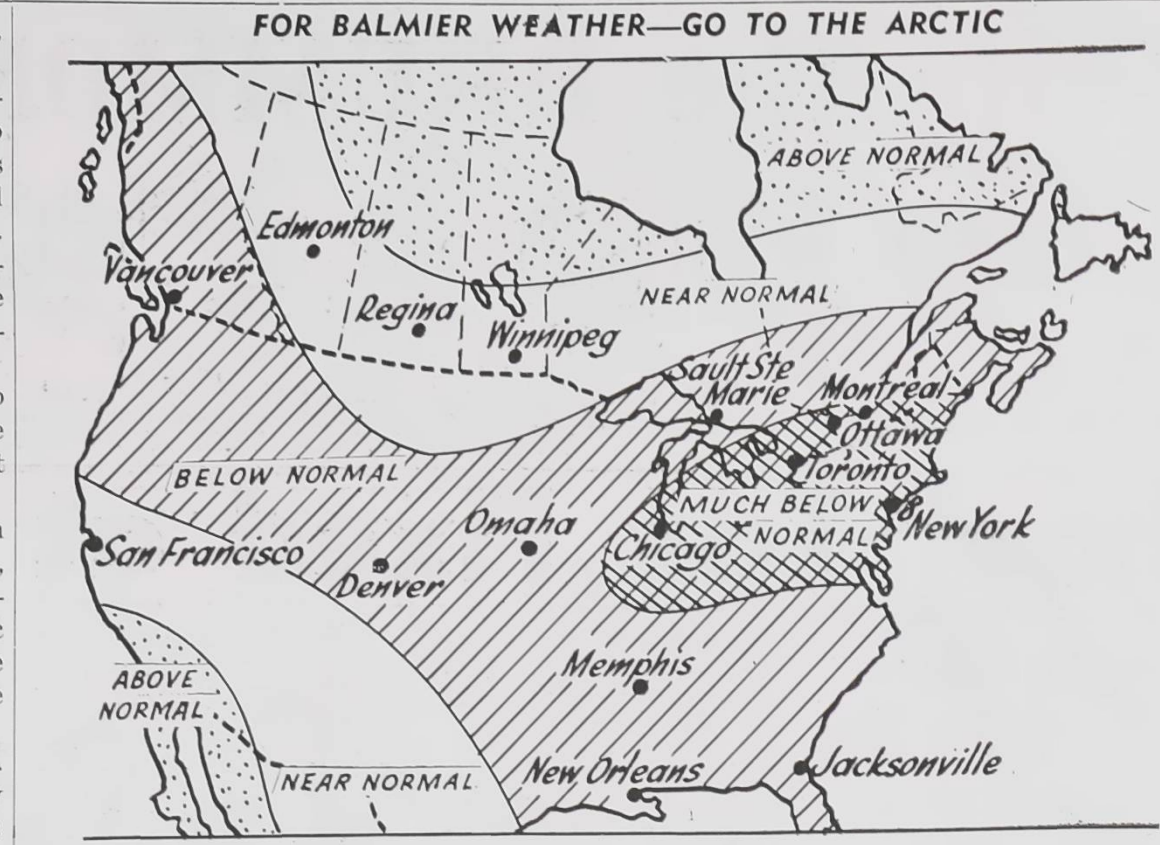 FOR BALMIER WEATHER—GO TO THE ARCTIC
ABOVE NORMAL
Edmonton
Vancouver
NEAR NORMAL
Regina
Winnipeg
Sault Ste
Marie
Montreal
Ottawa
BELOW NORMAL
Toronto
MUCH BELOW
NORMAL
Omaha
New York
San Francisco
Chicago
Denver
Memphis
ABOVE
NORMAL
New Orleans
Jacksonville
NEAR NORMAL